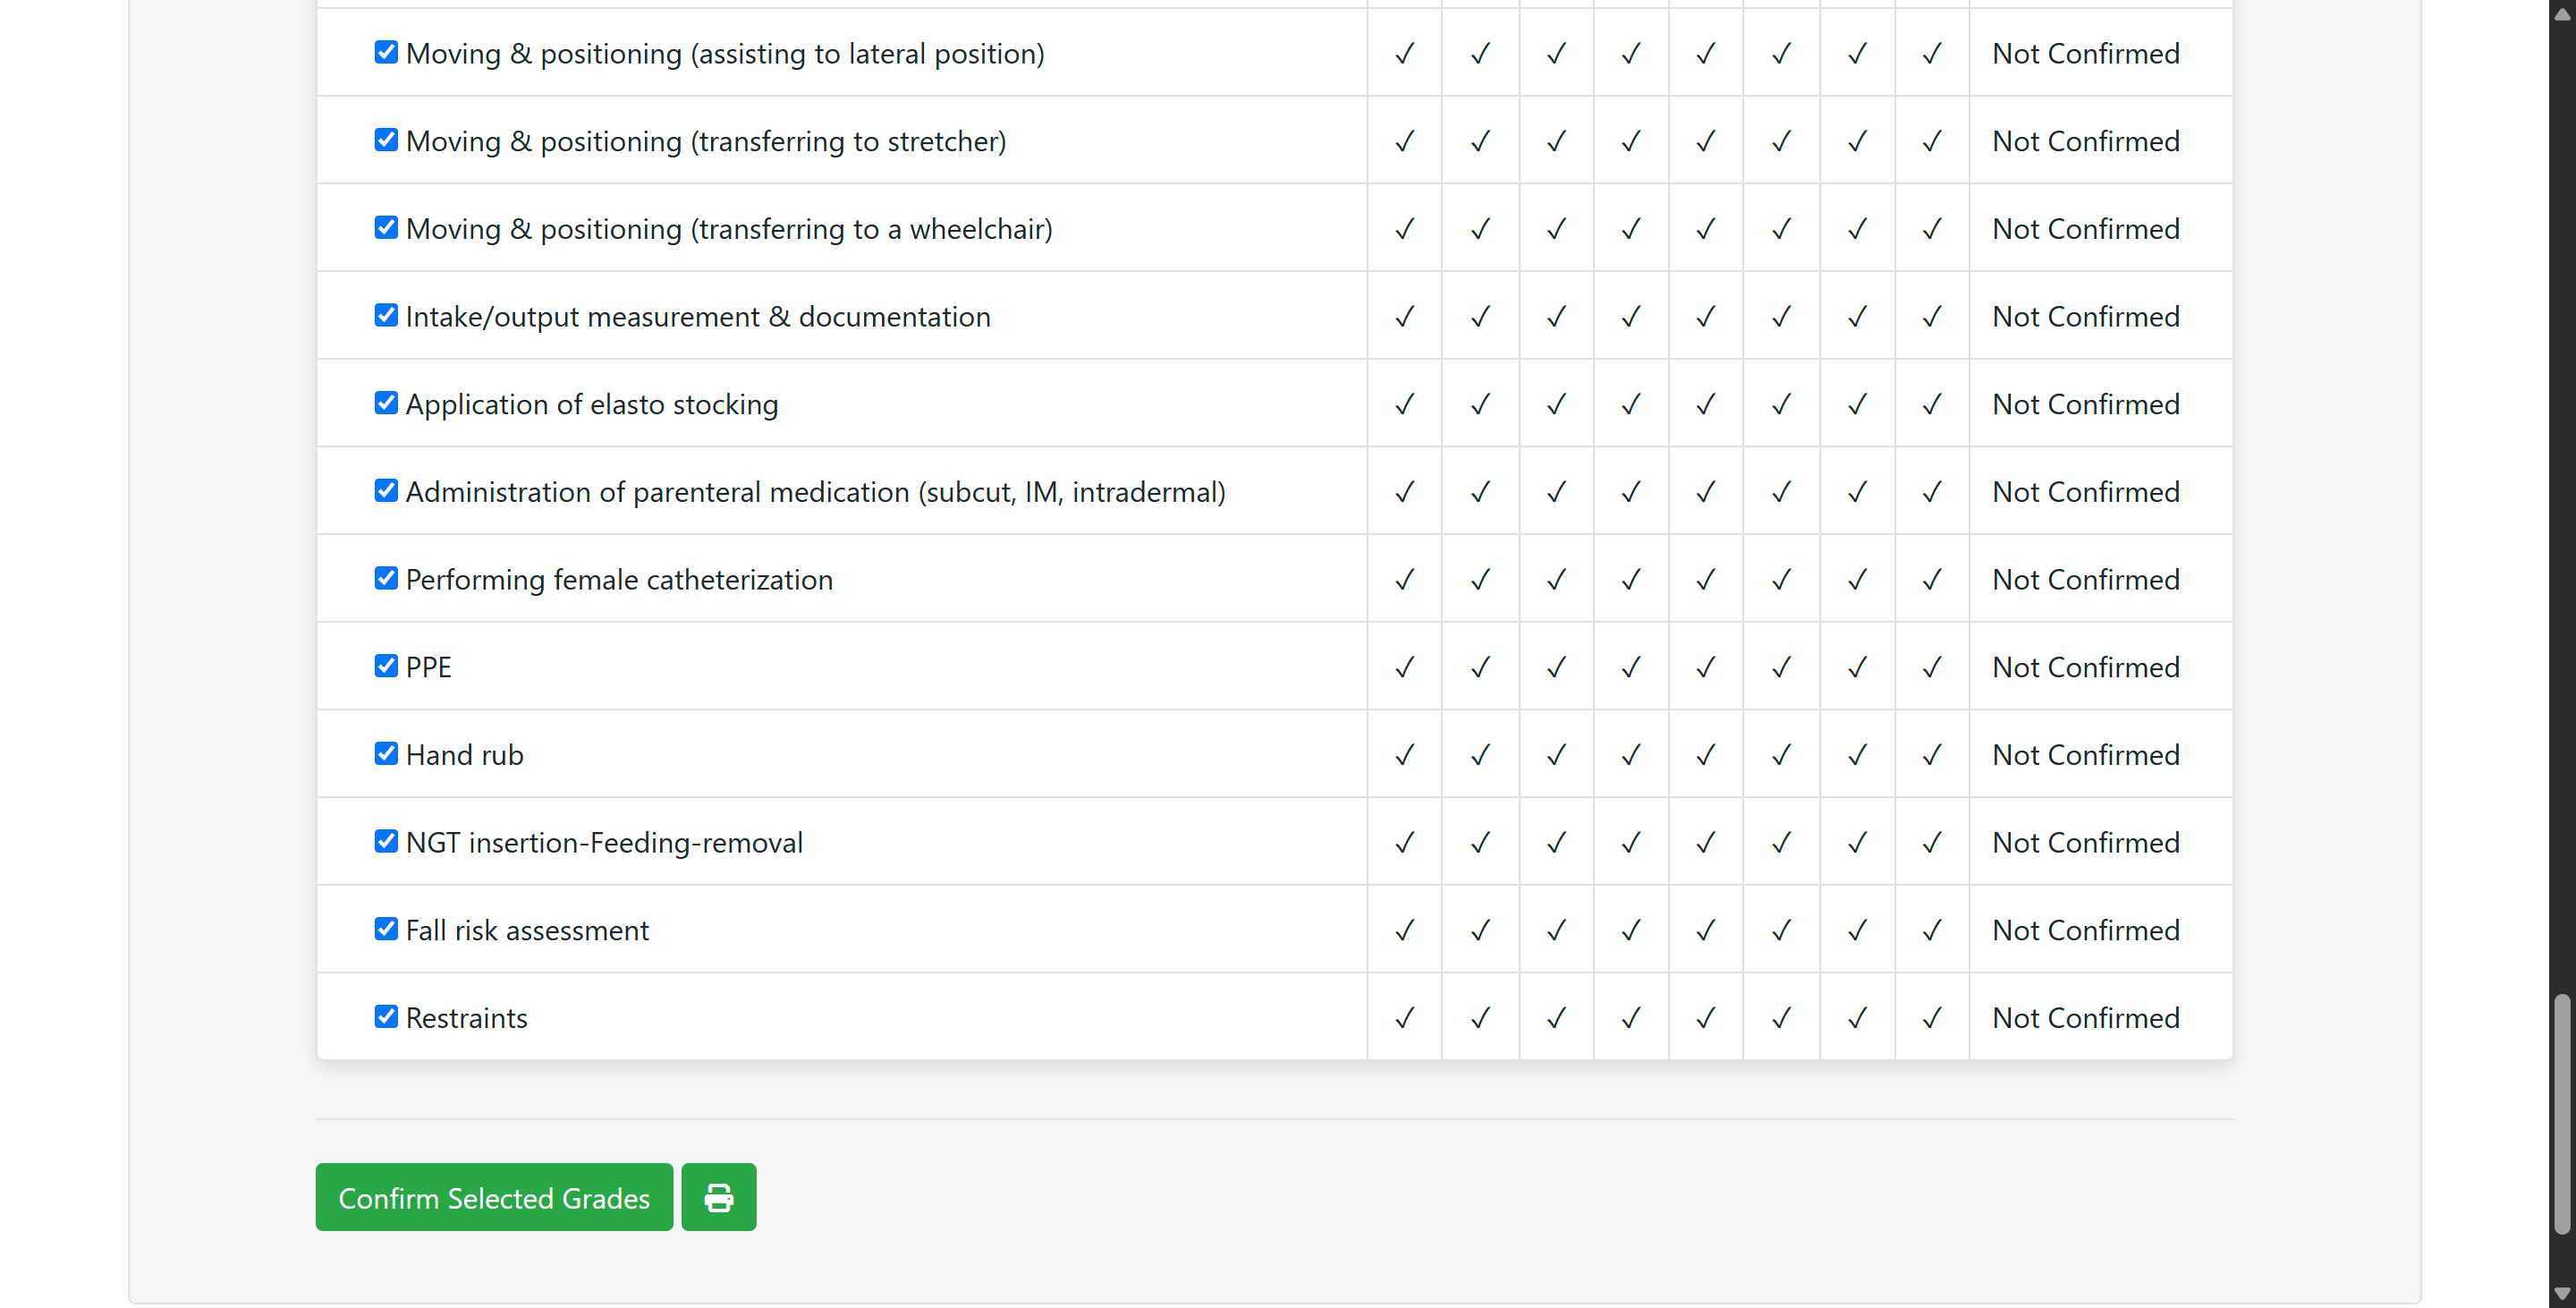 Moving & positioning (assisting to lateral position) ✓ ✓ ✓ ✓ ✓ ✓ ✓ ✓ Not Confirmed
Moving & positioning (transferring to stretcher) ✓ ✓ ✓ ✓ ✓ ✓ ✓ ✓ Not Confirmed
Moving & positioning (transferring to a wheelchair) ✓ ✓ ✓ ✓ ✓ ✓ ✓ ✓ Not Confirmed
Intake/output measurement & documentation ✓ ✓ ✓ ✓ ✓ ✓ ✓ ✓ Not Confirmed
Application of elasto stocking ✓ ✓ ✓ ✓ ✓ ✓ ✓ ✓ Not Confirmed
Administration of parenteral medication (subcut, IM, intradermal) ✓ ✓ ✓ ✓ ✓ ✓ ✓ ✓ Not Confirmed
Performing female catheterization ✓ ✓ ✓ ✓ ✓ ✓ ✓ ✓ Not Confirmed
PPE ✓ ✓ ✓ ✓ ✓ ✓ ✓ ✓ Not Confirmed
Hand rub ✓ ✓ ✓ ✓ ✓ ✓ ✓ ✓ Not Confirmed
NGT insertion-Feeding-removal ✓ ✓ ✓ ✓ ✓ ✓ ✓ ✓ Not Confirmed
Fall risk assessment ✓ ✓ ✓ ✓ ✓ ✓ ✓ ✓ Not Confirmed
Restraints ✓ ✓ ✓ ✓ ✓ ✓ ✓ ✓ Not Confirmed
Confirm Selected Grades